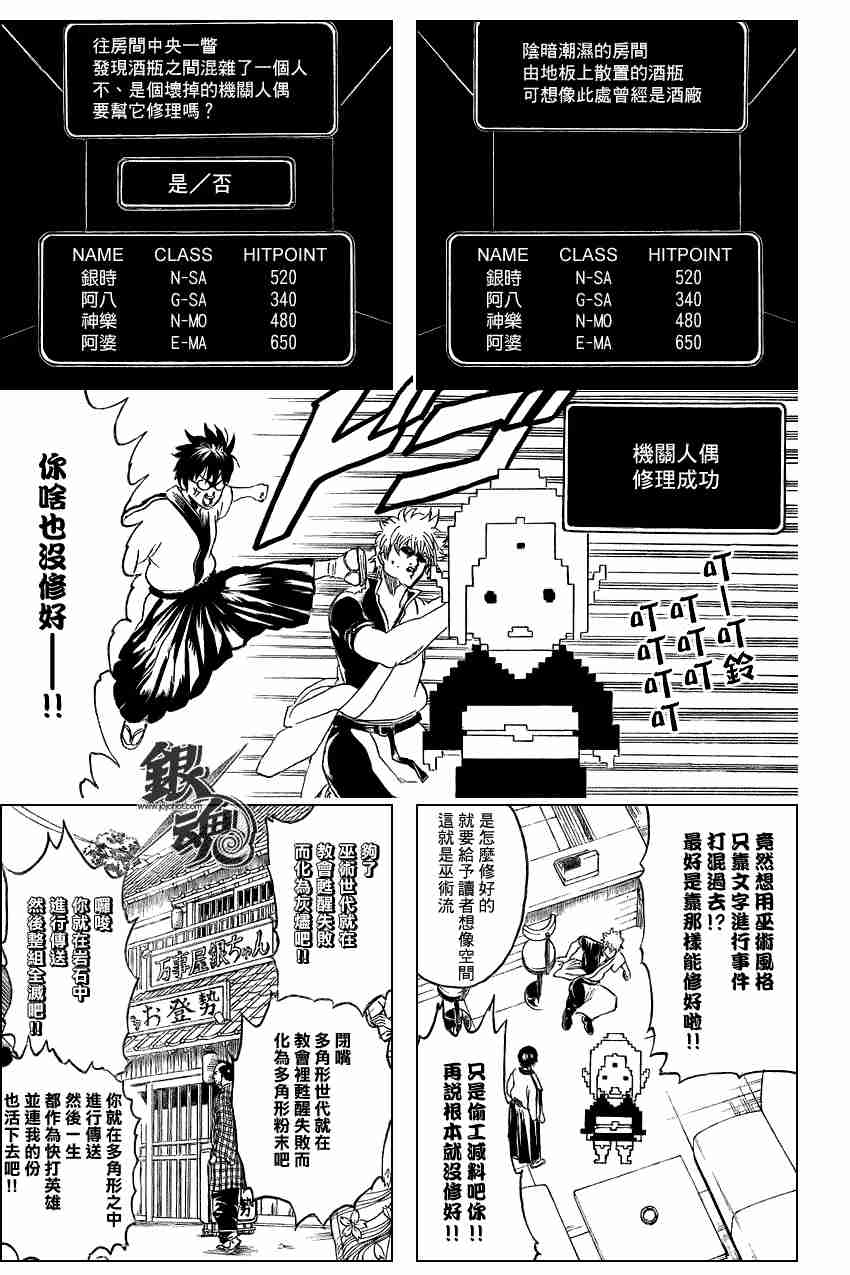 陰暗潮濕的房間
由地板上散置的酒瓶
可想像此處曾經是酒廠
NAME CLASS HITPOINT
銀時 N-SA 520
阿八 G-SA 340
神樂 N-MO 480
阿婆 E-MA 650
往房間中央一瞥
發現酒瓶之間混雜了一個人
不、是個壞掉的機關人偶
要幫它修理嗎？
是／否
NAME CLASS HITPOINT
銀時 N-SA 520
阿八 G-SA 340
神樂 N-MO 480
阿婆 E-MA 650
機關人偶
修理成功
叮—叮鈴
叮叮叮
叮叮叮
叮
ドゴ
你啥也沒修好——!!
銀魂
www.jojohot.com
竟然想用巫術風格
只靠文字進行事件
打混過去!?
最好是靠那樣能修好啦!!
是怎麼修好的
就要給予讀者想像空間
這就是巫術流
只是偷工減料吧你!!
再說根本就沒修好!!
夠了
巫術世代就在
教會甦醒失敗
而化為灰燼吧!!
囉唆
你就在岩石中
進行傳送
然後整組全滅吧!!
万事屋銀ちゃん
お登勢
閉嘴
多角形世代就在
教會裡甦醒失敗而
化為多角形粉末吧
勢
你就在多角形之中
進行傳送
然後一生
都作為快打英雄
並連我的份
也活下去吧!!